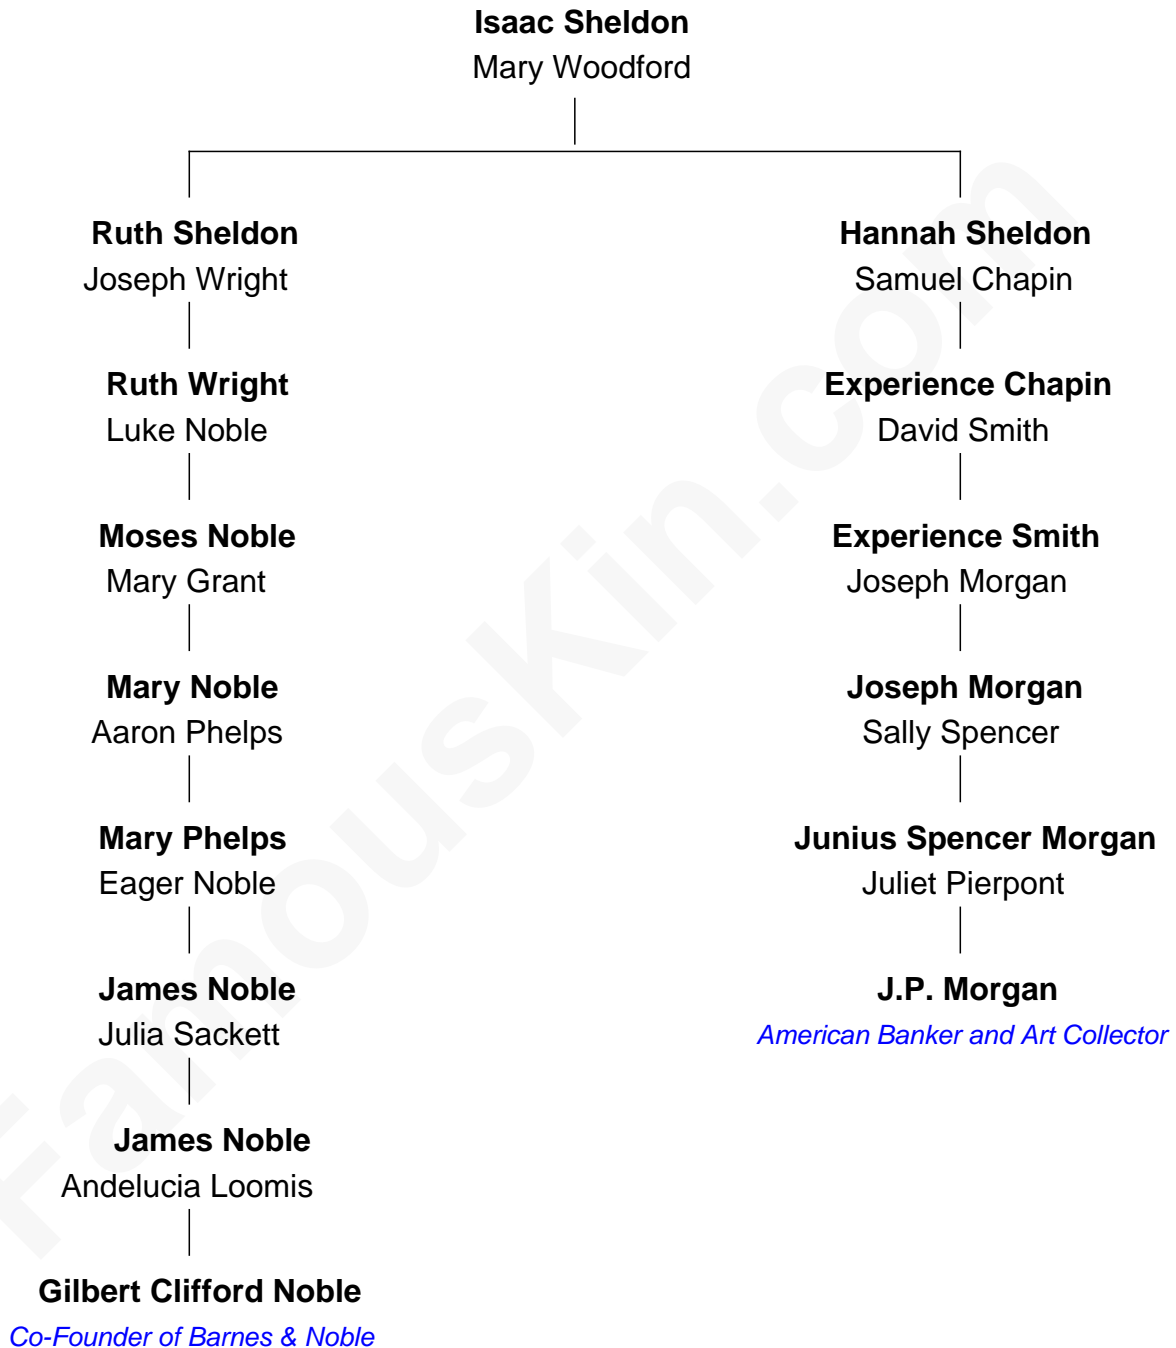 Isaac Sheldon
Mary Woodford
Ruth Sheldon
Joseph Wright
Hannah Sheldon
Samuel Chapin
Ruth Wright
Luke Noble
Experience Chapin
David Smith
Moses Noble
Mary Grant
Experience Smith
Joseph Morgan
Mary Noble
Aaron Phelps
Joseph Morgan
Sally Spencer
Mary Phelps
Eager Noble
Junius Spencer Morgan
Juliet Pierpont
James Noble
Julia Sackett
J.P. Morgan
American Banker and Art Collector
James Noble
Andelucia Loomis
Gilbert Clifford Noble
Co-Founder of Barnes & Noble
FamousKin.com